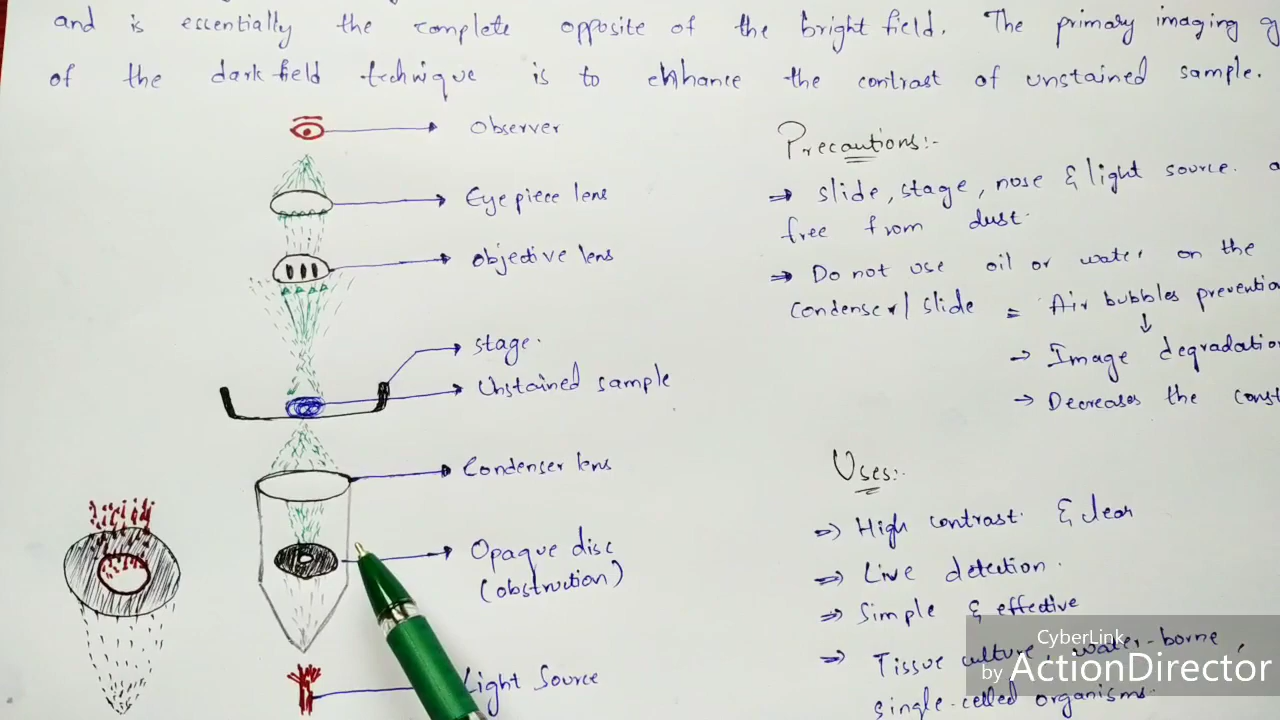 and is essentially the complete opposite of the bright field. The primary imaging g
of the dark field technique is to enhance the contrast of unstained sample.
Observer
Eye piece lens
objective lens
stage.
Unstained sample
Condenser lens
Opaque disc
(obstruction)
Light Source
Precautions:-
⇒ slide, stage, nose & light source. a
free from dust.
⇒ Do not use oil or water on the
condenser/slide = Air bubbles preventio
↓
→ Image degradatio
→ Decreases the const
Uses:-
⇒ High contrast & clear
⇒ Live detection.
⇒ Simple & effective
⇒ Tissue culture, water-borne,
single-celled organisms.
CyberLink
by ActionDirector